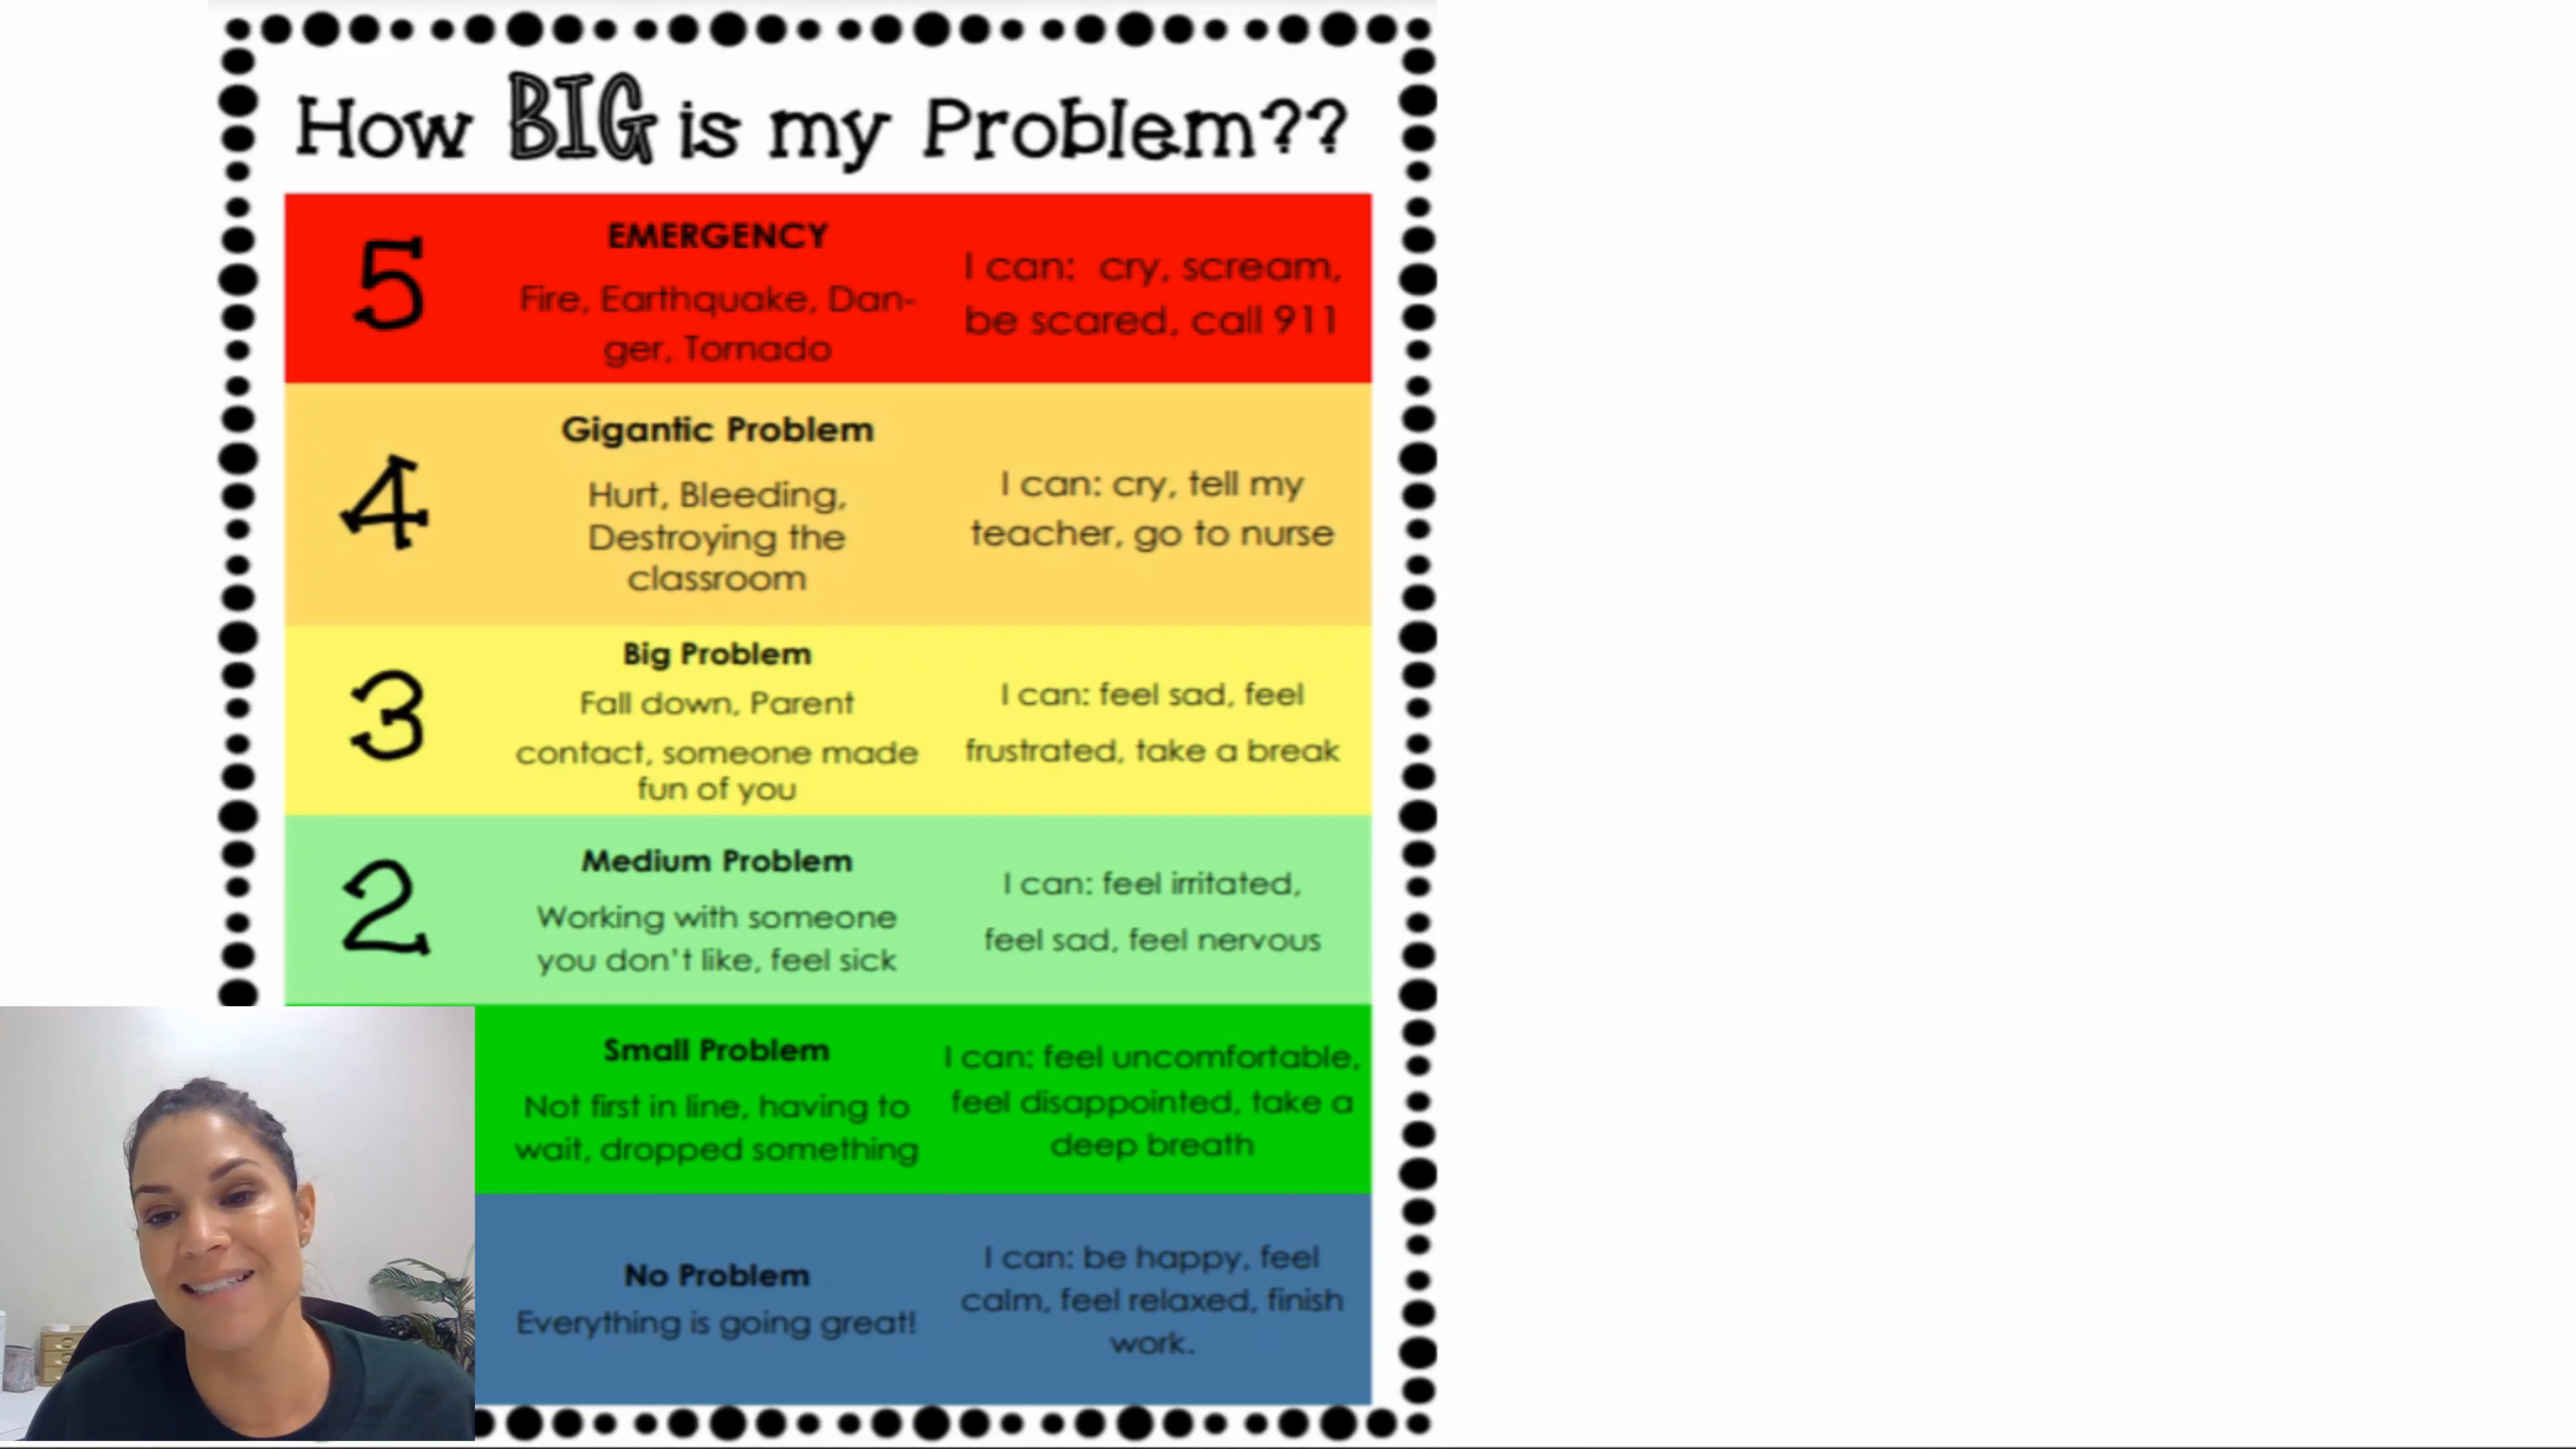 How BIG is my Problem??
5
EMERGENCY
Fire, Earthquake, Dan-
ger, Tornado
I can:  cry, scream,
be scared, call 911
4
Gigantic Problem
Hurt, Bleeding,
Destroying the
classroom
I can: cry, tell my
teacher, go to nurse
3
Big Problem
Fall down, Parent
contact, someone made
fun of you
I can: feel sad, feel
frustrated, take a break
2
Medium Problem
Working with someone
you don't like, feel sick
I can: feel irritated,
feel sad, feel nervous
Small Problem
Not first in line, having to
wait, dropped something
I can: feel uncomfortable,
feel disappointed, take a
deep breath
No Problem
Everything is going great!
I can: be happy, feel
calm, feel relaxed, finish
work.